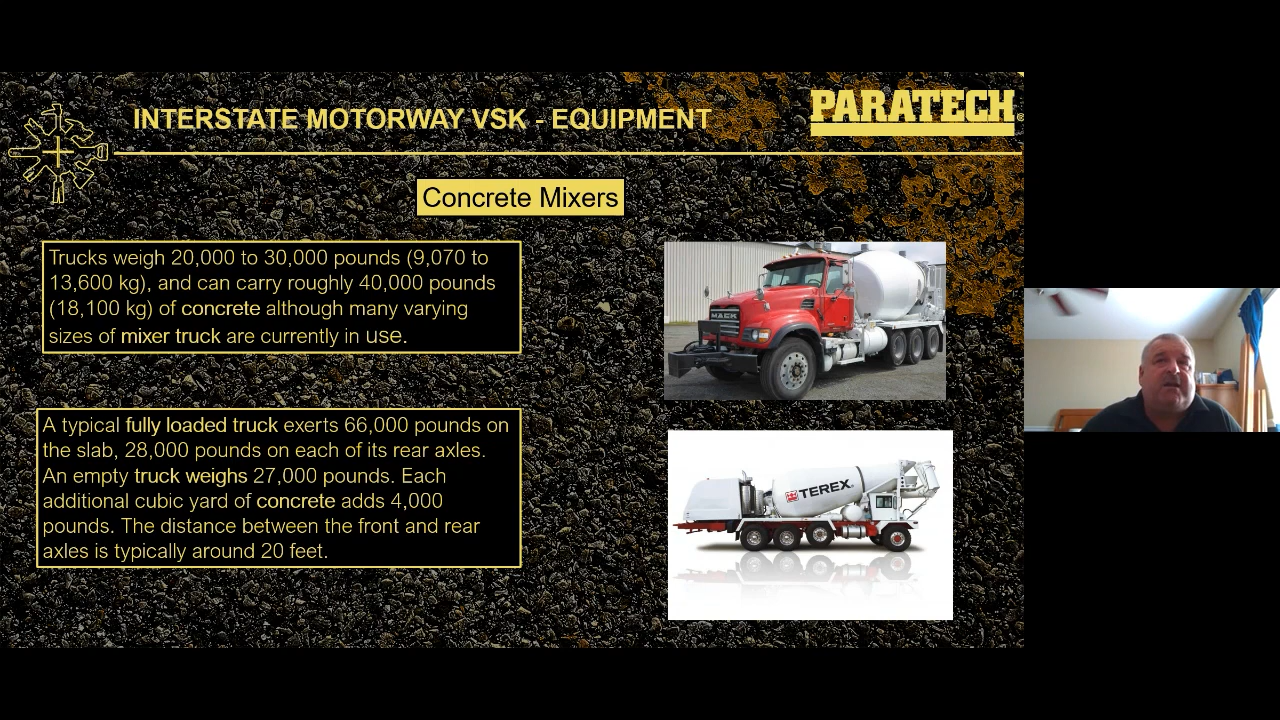 INTERSTATE MOTORWAY VSK - EQUIPMENT
PARATECH®
Concrete Mixers
Trucks weigh 20,000 to 30,000 pounds (9,070 to
13,600 kg), and can carry roughly 40,000 pounds
(18,100 kg) of concrete although many varying
sizes of mixer truck are currently in use.
MACK
A typical fully loaded truck exerts 66,000 pounds on
the slab, 28,000 pounds on each of its rear axles.
An empty truck weighs 27,000 pounds. Each
additional cubic yard of concrete adds 4,000
pounds. The distance between the front and rear
axles is typically around 20 feet.
TEREX